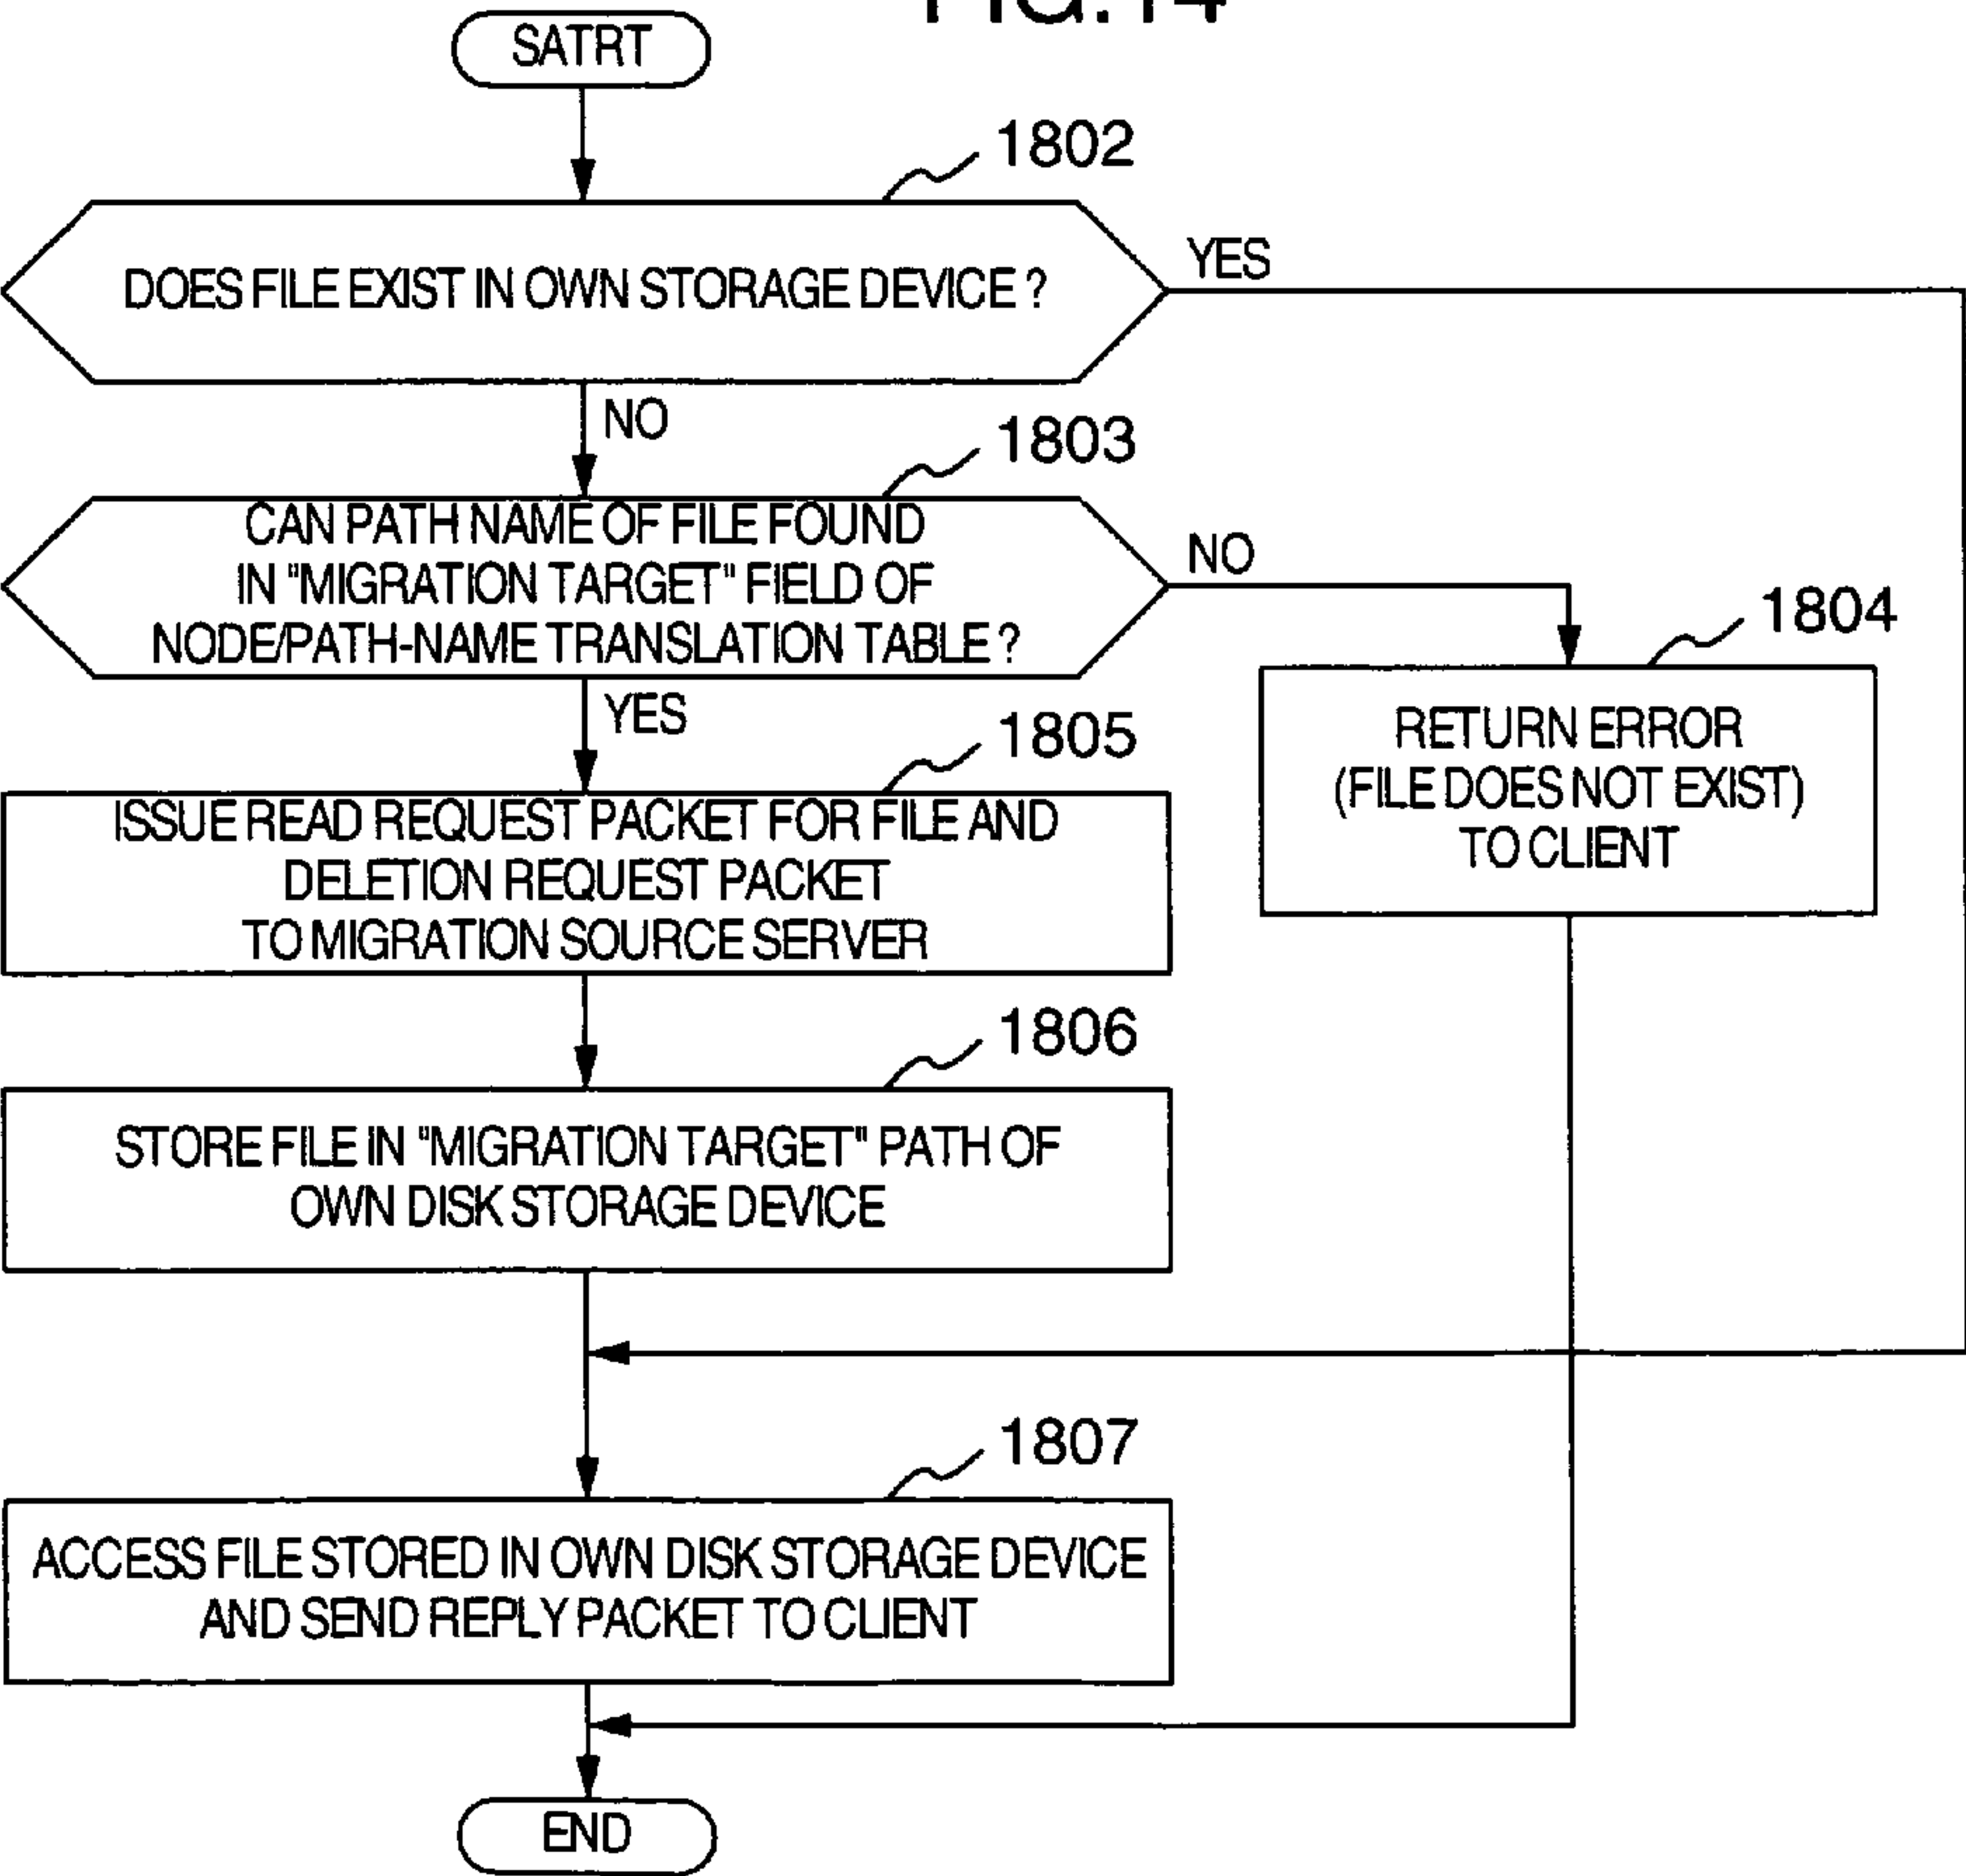 FIG.14
SATRT
1802
DOES FILE EXIST IN OWN STORAGE DEVICE ?
YES
NO
1803
CAN PATH NAME OF FILE FOUND
IN "MIGRATION TARGET" FIELD OF
NODE/PATH-NAME TRANSLATION TABLE ?
NO
1804
RETURN ERROR
(FILE DOES NOT EXIST)
TO CLIENT
YES
1805
ISSUE READ REQUEST PACKET FOR FILE AND
DELETION REQUEST PACKET
TO MIGRATION SOURCE SERVER
1806
STORE FILE IN "MIGRATION TARGET" PATH OF
OWN DISK STORAGE DEVICE
1807
ACCESS FILE STORED IN OWN DISK STORAGE DEVICE
AND SEND REPLY PACKET TO CLIENT
END